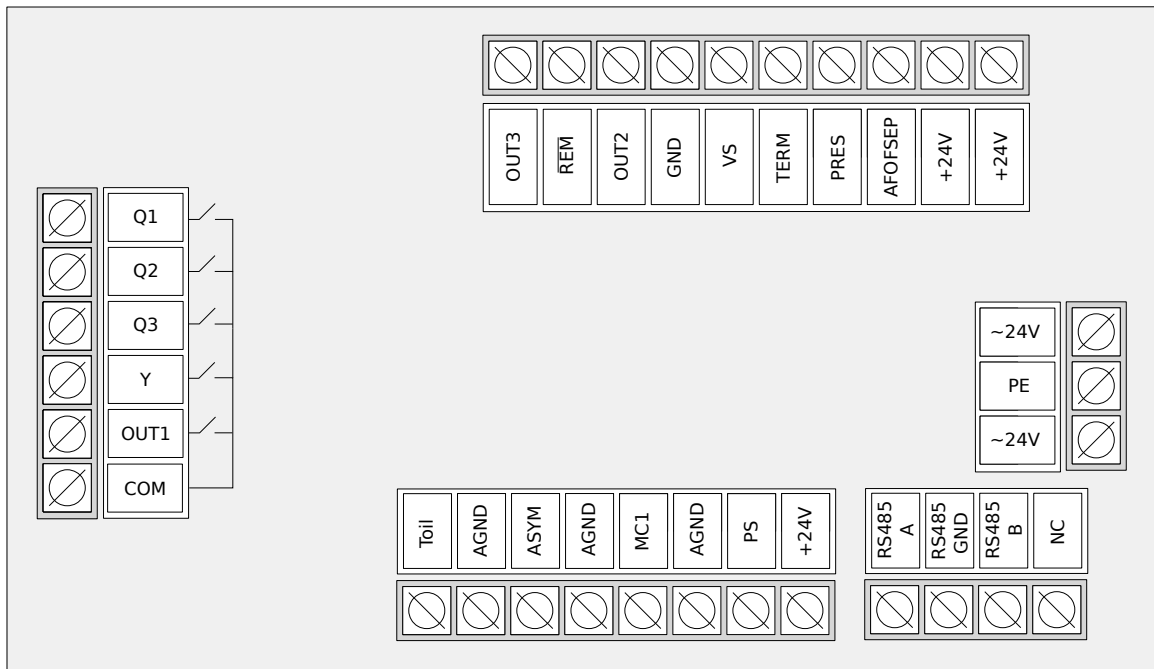 OUT3
REM
OUT2
GND
VS
TERM
PRES
AFOFSEP
+24V
+24V
Q1
Q2
Q3
Y
OUT1
COM
~24V
PE
~24V
Toil
AGND
ASYM
AGND
MC1
AGND
PS
+24V
RS485
A
RS485
GND
RS485
B
NC